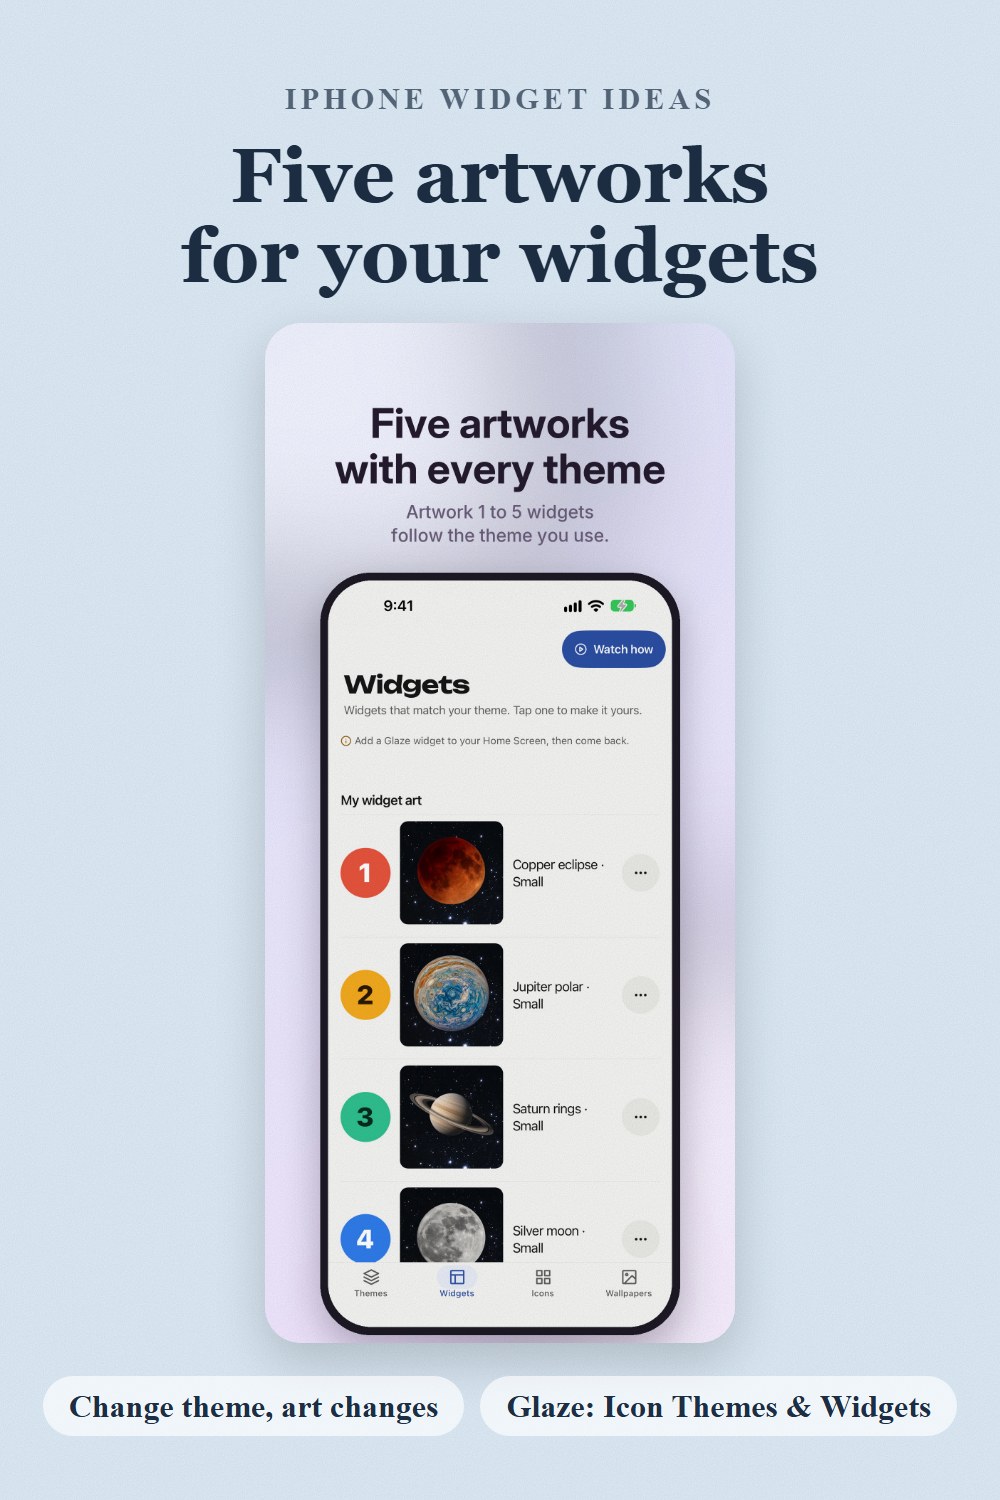 IPHONE WIDGET IDEAS
Five artworks
for your widgets
Five artworks
with every theme
Artwork 1 to 5 widgets
follow the theme you use.
9:41
Watch how
Widgets
Widgets that match your theme. Tap one to make it yours.
Add a Glaze widget to your Home Screen, then come back.
My widget art
1
Copper eclipse ·
Small
2
Jupiter polar ·
Small
3
Saturn rings ·
Small
4
Silver moon ·
Small
Themes
Widgets
Icons
Wallpapers
Change theme, art changes
Glaze: Icon Themes & Widgets